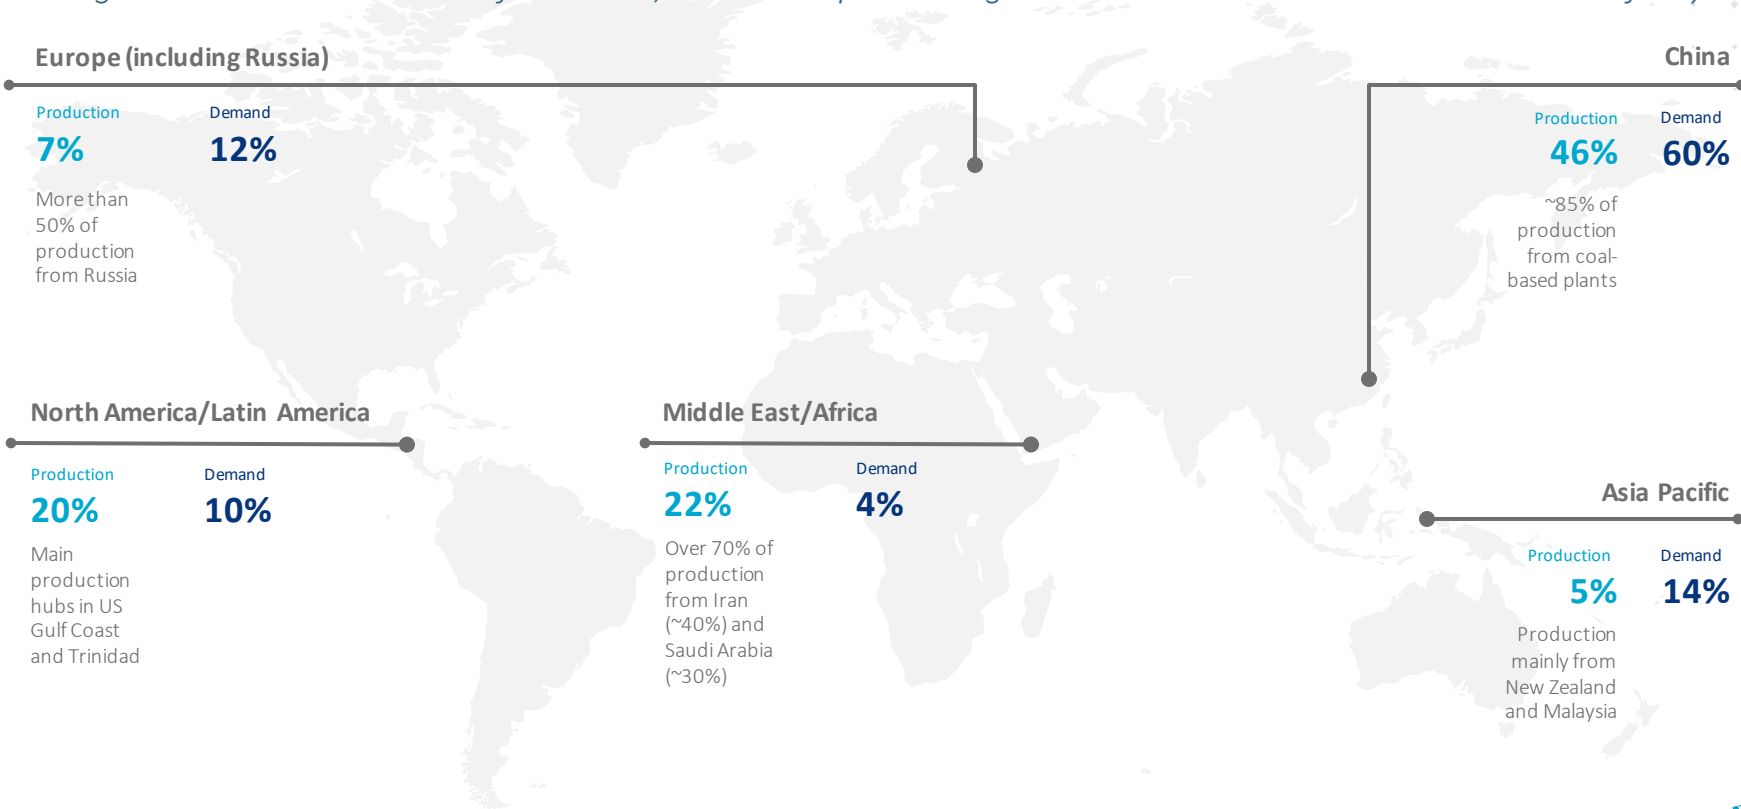 Europe (including Russia)
Production Demand
7% 12%
More than
50% of
production
from Russia
China
Production Demand
46% 60%
~85% of
production
from coal-
based plants
North America/Latin America
Production Demand
20% 10%
Main
production
hubs in US
Gulf Coast
and Trinidad
Middle East/Africa
Production Demand
22% 4%
Over 70% of
production
from Iran
(~40%) and
Saudi Arabia
(~30%)
Asia Pacific
Production Demand
5% 14%
Production
mainly from
New Zealand
and Malaysia